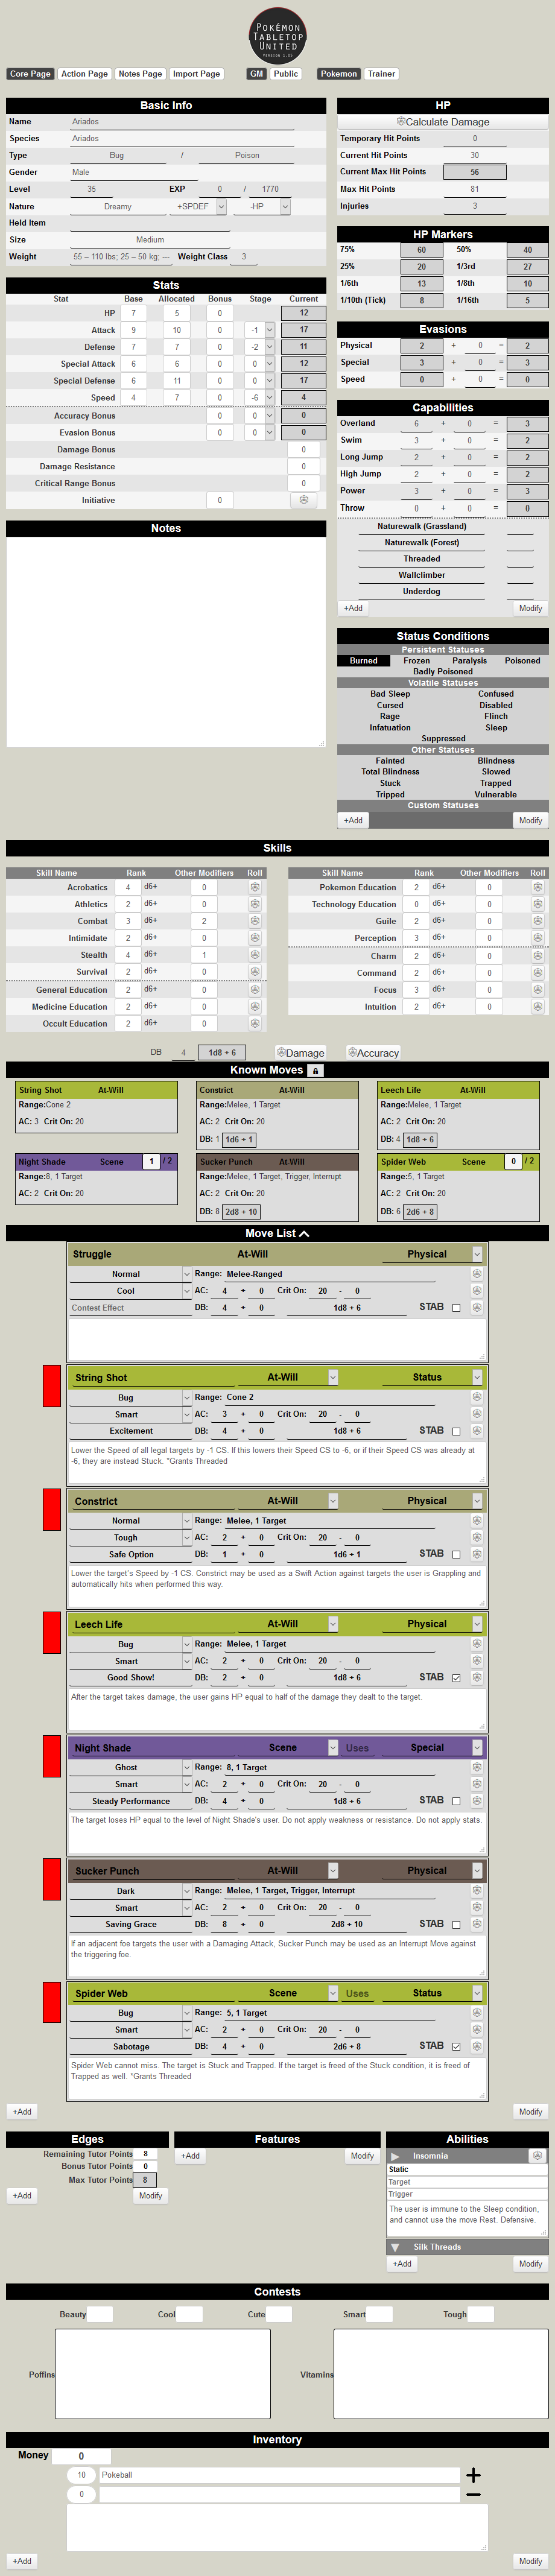 POKÉMON
TABLETOP
UNITED
VERSION 1.05
Core Page Action Page Notes Page Import Page GM Public Pokemon Trainer
Basic Info
Name Ariados
Species Ariados
Type Bug / Poison
Gender Male
Level 35 EXP 0 / 1770
Nature Dreamy +SPDEF -HP
Held Item
Size Medium
Weight 55 – 110 lbs; 25 – 50 kg; --- Weight Class 3
HP
Calculate Damage
Temporary Hit Points 0
Current Hit Points 30
Current Max Hit Points 56
Max Hit Points 81
Injuries 3
HP Markers
75% 60 50% 40
25% 20 1/3rd 27
1/6th 13 1/8th 10
1/10th (Tick) 8 1/16th 5
Stats
Stat Base Allocated Bonus Stage Current
HP 7 5 0 12
Attack 9 10 0 -1 17
Defense 7 7 0 -2 11
Special Attack 6 6 0 0 12
Special Defense 6 11 0 0 17
Speed 4 7 0 -6 4
Accuracy Bonus 0 0 0
Evasion Bonus 0 0 0
Damage Bonus 0
Damage Resistance 0
Critical Range Bonus 0
Initiative 0
Evasions
Physical 2 + 0 = 2
Special 3 + 0 = 3
Speed 0 + 0 = 0
Capabilities
Overland 6 + 0 = 3
Swim 3 + 0 = 2
Long Jump 2 + 0 = 2
High Jump 2 + 0 = 2
Power 3 + 0 = 3
Throw 0 + 0 = 0
Naturewalk (Grassland)
Naturewalk (Forest)
Threaded
Wallclimber
Underdog
+Add Modify
Notes
Status Conditions
Persistent Statuses
Burned Frozen Paralysis Poisoned
Badly Poisoned
Volatile Statuses
Bad Sleep Confused
Cursed Disabled
Rage Flinch
Infatuation Sleep
Suppressed
Other Statuses
Fainted Blindness
Total Blindness Slowed
Stuck Trapped
Tripped Vulnerable
Custom Statuses
+Add Modify
Skills
Skill Name Rank Other Modifiers Roll
Acrobatics 4 d6+ 0
Athletics 2 d6+ 0
Combat 3 d6+ 2
Intimidate 2 d6+ 0
Stealth 4 d6+ 1
Survival 2 d6+ 0
General Education 2 d6+ 0
Medicine Education 2 d6+ 0
Occult Education 2 d6+ 0
Skill Name Rank Other Modifiers Roll
Pokemon Education 2 d6+ 0
Technology Education 0 d6+ 0
Guile 2 d6+ 0
Perception 3 d6+ 0
Charm 2 d6+ 0
Command 2 d6+ 0
Focus 3 d6+ 0
Intuition 2 d6+ 0
DB 4 1d8 + 6 Damage Accuracy
Known Moves
String Shot At-Will
Range:Cone 2
AC: 3 Crit On: 20
Constrict At-Will
Range:Melee, 1 Target
AC: 2 Crit On: 20
DB: 1 1d6 + 1
Leech Life At-Will
Range:Melee, 1 Target
AC: 2 Crit On: 20
DB: 4 1d8 + 6
Night Shade Scene 1 / 2
Range:8, 1 Target
AC: 2 Crit On: 20
Sucker Punch At-Will
Range:Melee, 1 Target, Trigger, Interrupt
AC: 2 Crit On: 20
DB: 8 2d8 + 10
Spider Web Scene 0 / 2
Range:5, 1 Target
AC: 2 Crit On: 20
DB: 6 2d6 + 8
Move List
Struggle At-Will Physical
Normal Range: Melee-Ranged
Cool AC: 4 + 0 Crit On: 20 - 0
Contest Effect DB: 4 + 0 1d8 + 6 STAB
String Shot At-Will Status
Bug Range: Cone 2
Smart AC: 3 + 0 Crit On: 20 - 0
Excitement DB: 4 + 0 1d8 + 6 STAB
Lower the Speed of all legal targets by -1 CS. If this lowers their Speed CS to -6, or if their Speed CS was already at
-6, they are instead Stuck. *Grants Threaded
Constrict At-Will Physical
Normal Range: Melee, 1 Target
Tough AC: 2 + 0 Crit On: 20 - 0
Safe Option DB: 1 + 0 1d6 + 1 STAB
Lower the target's Speed by -1 CS. Constrict may be used as a Swift Action against targets the user is Grappling and
automatically hits when performed this way.
Leech Life At-Will Physical
Bug Range: Melee, 1 Target
Smart AC: 2 + 0 Crit On: 20 - 0
Good Show! DB: 2 + 0 1d8 + 6 STAB
After the target takes damage, the user gains HP equal to half of the damage they dealt to the target.
Night Shade Scene Uses Special
Ghost Range: 8, 1 Target
Smart AC: 2 + 0 Crit On: 20 - 0
Steady Performance DB: 4 + 0 1d8 + 6 STAB
The target loses HP equal to the level of Night Shade's user. Do not apply weakness or resistance. Do not apply stats.
Sucker Punch At-Will Physical
Dark Range: Melee, 1 Target, Trigger, Interrupt
Smart AC: 2 + 0 Crit On: 20 - 0
Saving Grace DB: 8 + 0 2d8 + 10 STAB
If an adjacent foe targets the user with a Damaging Attack, Sucker Punch may be used as an Interrupt Move against
the triggering foe.
Spider Web Scene Uses Status
Bug Range: 5, 1 Target
Smart AC: 2 + 0 Crit On: 20 - 0
Sabotage DB: 4 + 0 2d6 + 8 STAB
Spider Web cannot miss. The target is Stuck and Trapped. If the target is freed of the Stuck condition, it is freed of
Trapped as well. *Grants Threaded
+Add Modify
Edges
Remaining Tutor Points 8
Bonus Tutor Points 0
Max Tutor Points 8
+Add Modify
Features
+Add Modify
Abilities
Insomnia
Static
Target
Trigger
The user is immune to the Sleep condition,
and cannot use the move Rest. Defensive.
Silk Threads
+Add Modify
Contests
Beauty Cool Cute Smart Tough
Poffins Vitamins
Inventory
Money 0
10 Pokeball
0
+Add Modify